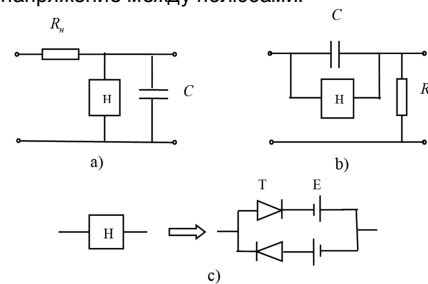 напряжение между полюсами.
Rн C
H C H R
a) b)
T E
H
c)